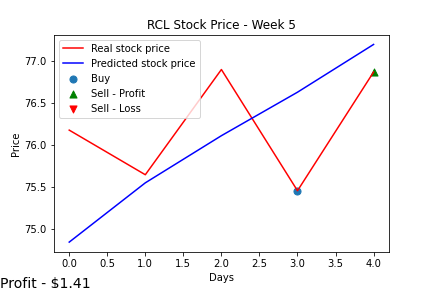 RCL Stock Price - Week 5
Real stock price
Predicted stock price
Buy
Sell - Profit
Sell - Loss
Price
77.0
76.5
76.0
75.5
75.0
0.0 0.5 1.0 1.5 2.0 2.5 3.0 3.5 4.0
Days
Profit - $1.41